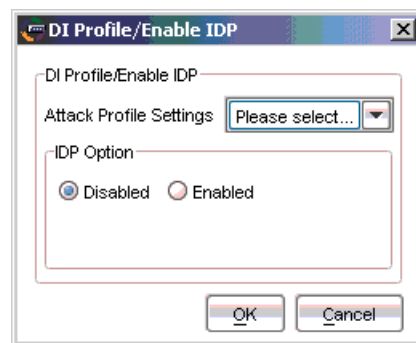 DI Profile/Enable IDP
DI Profile/Enable IDP
Attack Profile Settings Please select...
IDP Option
Disabled Enabled
OK Cancel